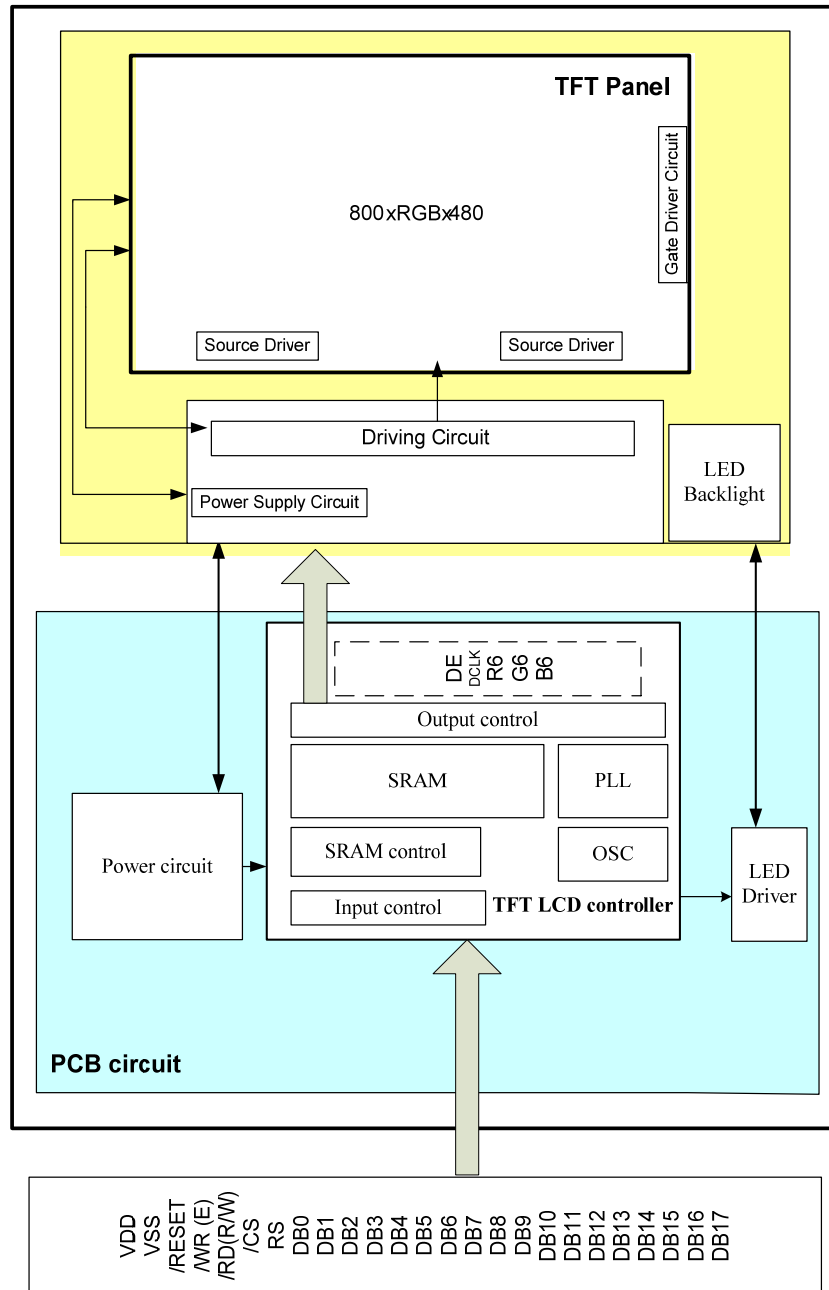 TFT Panel
Gate Driver Circuit
800xRGBx480
Source Driver
Source Driver
Driving Circuit
LED
Backlight
Power Supply Circuit
DE
DCLK
R6
G6
B6
Output control
SRAM
PLL
SRAM control
OSC
Power circuit
LED
Driver
Input control
TFT LCD controller
PCB circuit
VDD
VSS
/RESET
/WR (E)
/RD(R/W)
/CS
RS
DB0
DB1
DB2
DB3
DB4
DB5
DB6
DB7
DB8
DB9
DB10
DB11
DB12
DB13
DB14
DB15
DB16
DB17